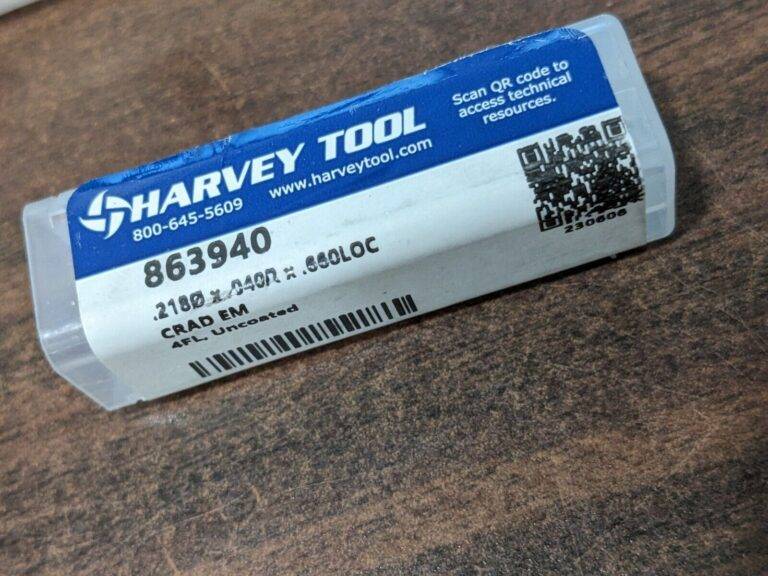 HARVEY TOOL
800-645-5609 www.harveytool.com
Scan QR code to
access technical
resources.
863940
.218Ø x .040R x .660LOC
CRAD EM
4FL, Uncoated
230606